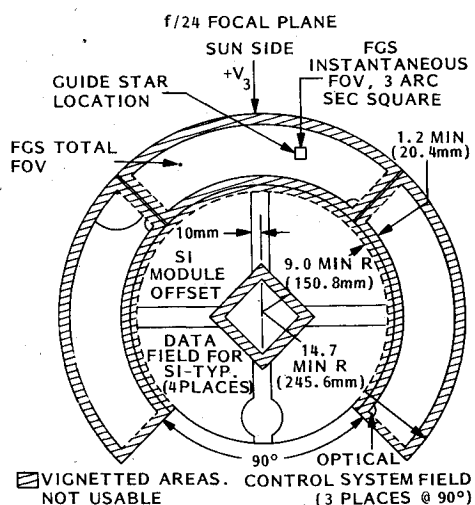 f/24 FOCAL PLANE
SUN SIDE
+V3
FGS
INSTANTANEOUS
FOV, 3 ARC
SEC SQUARE
GUIDE STAR
LOCATION
1.2 MIN
(20.4mm)
FGS TOTAL
FOV
10mm
SI
MODULE
OFFSET
9.0 MIN R
(150.8mm)
DATA
FIELD FOR
SI-TYP.
(4PLACES)
14.7
MIN R
(245.6mm)
90°
OPTICAL
CONTROL SYSTEM FIELD
(3 PLACES @ 90°)
VIGNETTED AREAS.
NOT USABLE